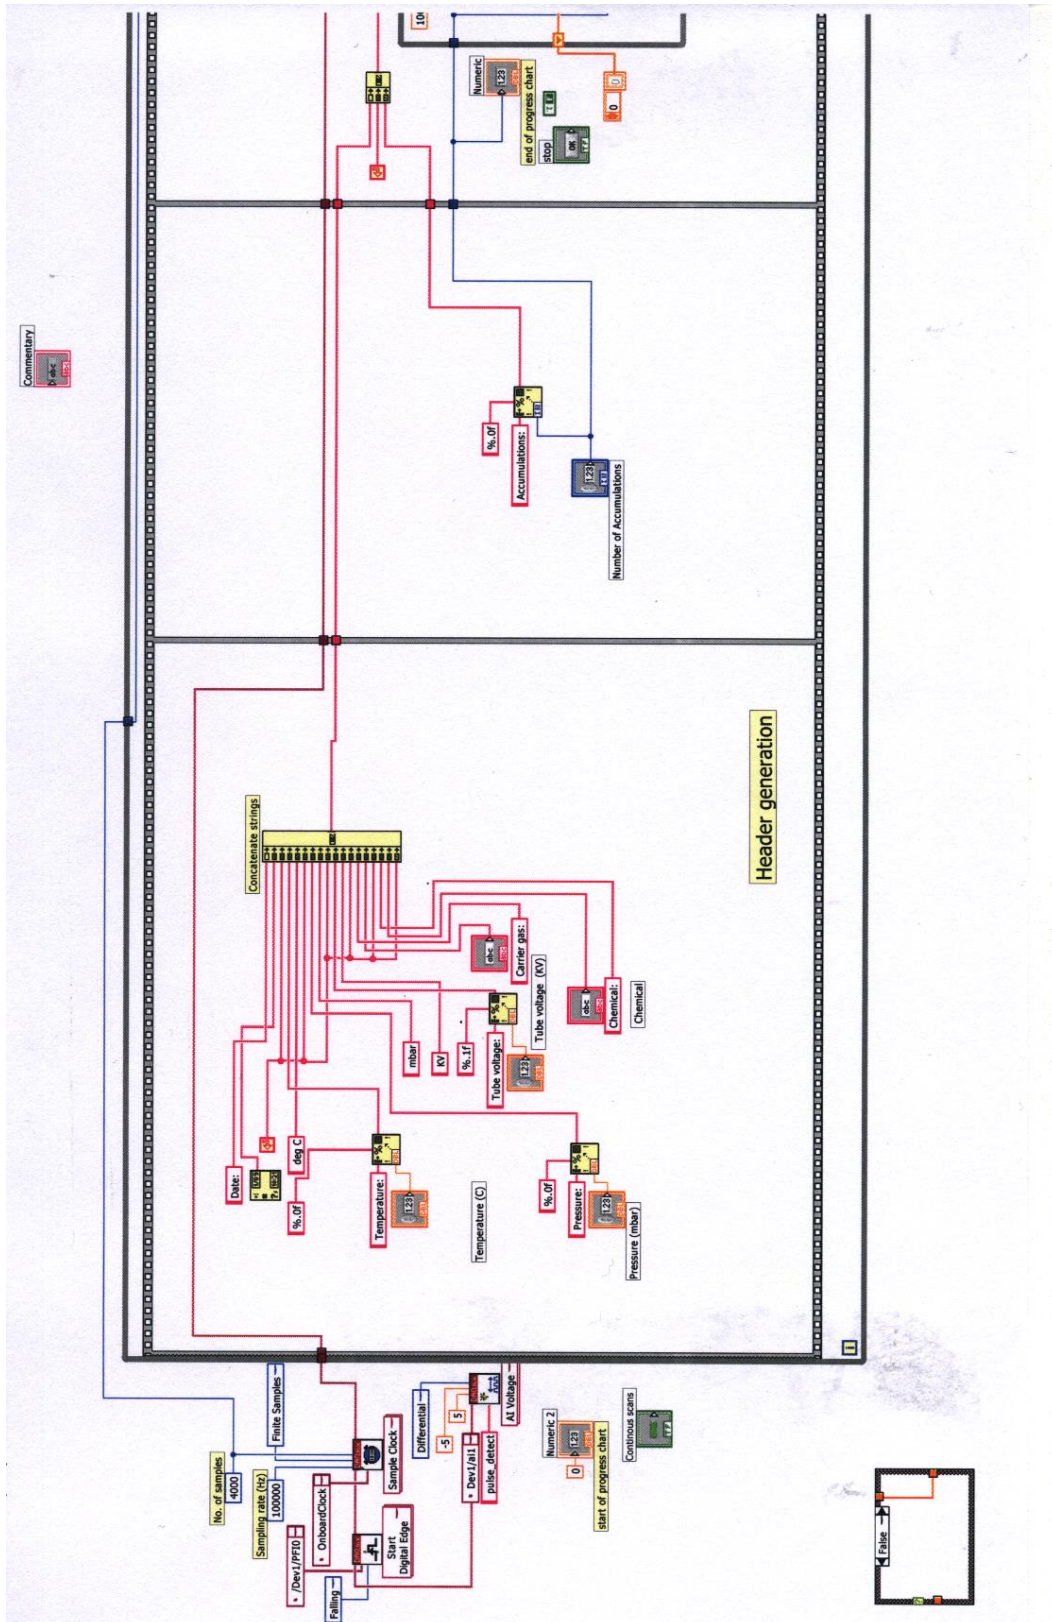 No. of samples
4000
Finite Samples
Sampling rate (Hz)
100000
/Dev1/PFI0
OnboardClock
Falling
Start
Digital Edge
Sample Clock
Differential
-5
5
Dev1/ai1
pulse_detect
AI Voltage
Numeric 2
0
start of progress chart
Continous scans
False
Date:
deg C
%.0f
Temperature:
Temperature (C)
%.0f
Pressure:
Pressure (mbar)
mbar
KV
%.1f
Tube voltage:
Tube voltage (KV)
Carrier gas:
Chemical:
Chemical
Concatenate strings
Header generation
i
%.0f
Accumulations:
Number of Accumulations
Commentary
abc
Numeric
1.23
end of progress chart
stop
OK
0